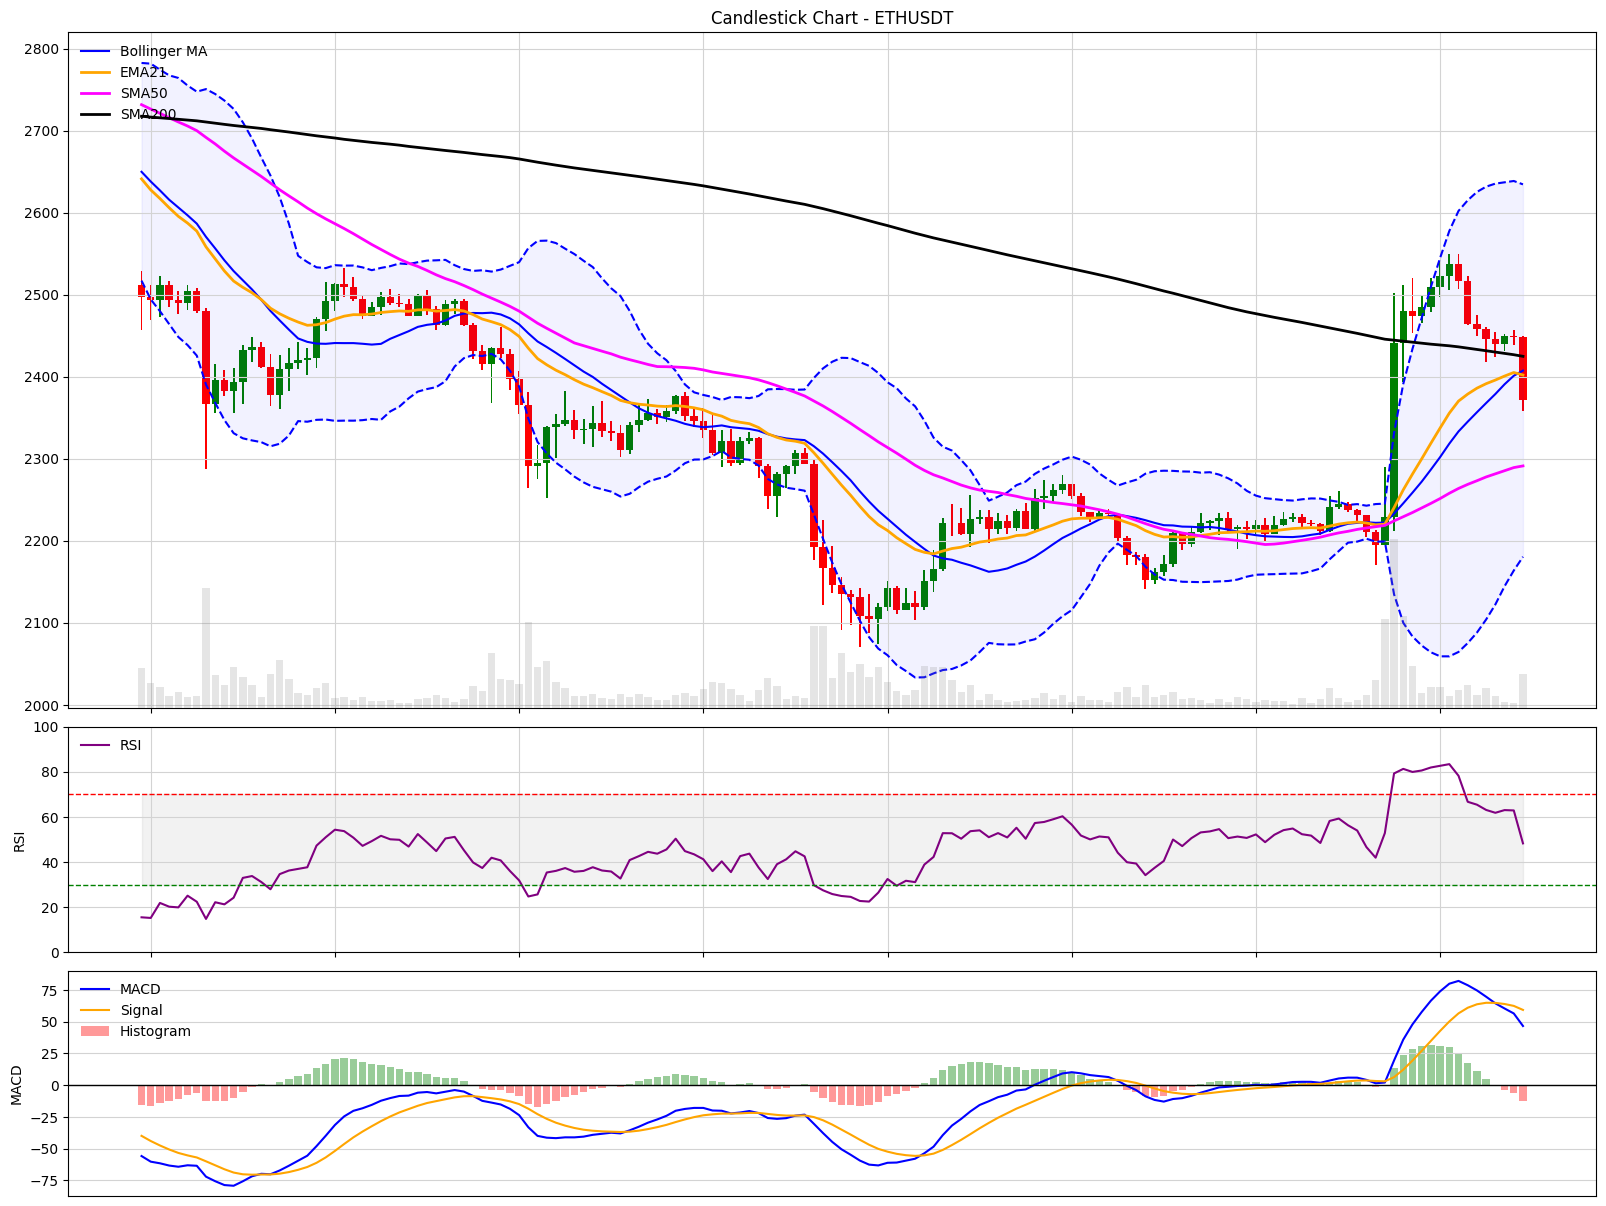 Candlestick Chart - ETHUSDT
Bollinger MA
EMA21
SMA50
SMA200
2800
2700
2600
2500
2400
2300
2200
2100
2000
RSI
100
80
60
40
20
0
RSI
MACD
Signal
Histogram
75
50
25
0
−25
−50
−75
MACD